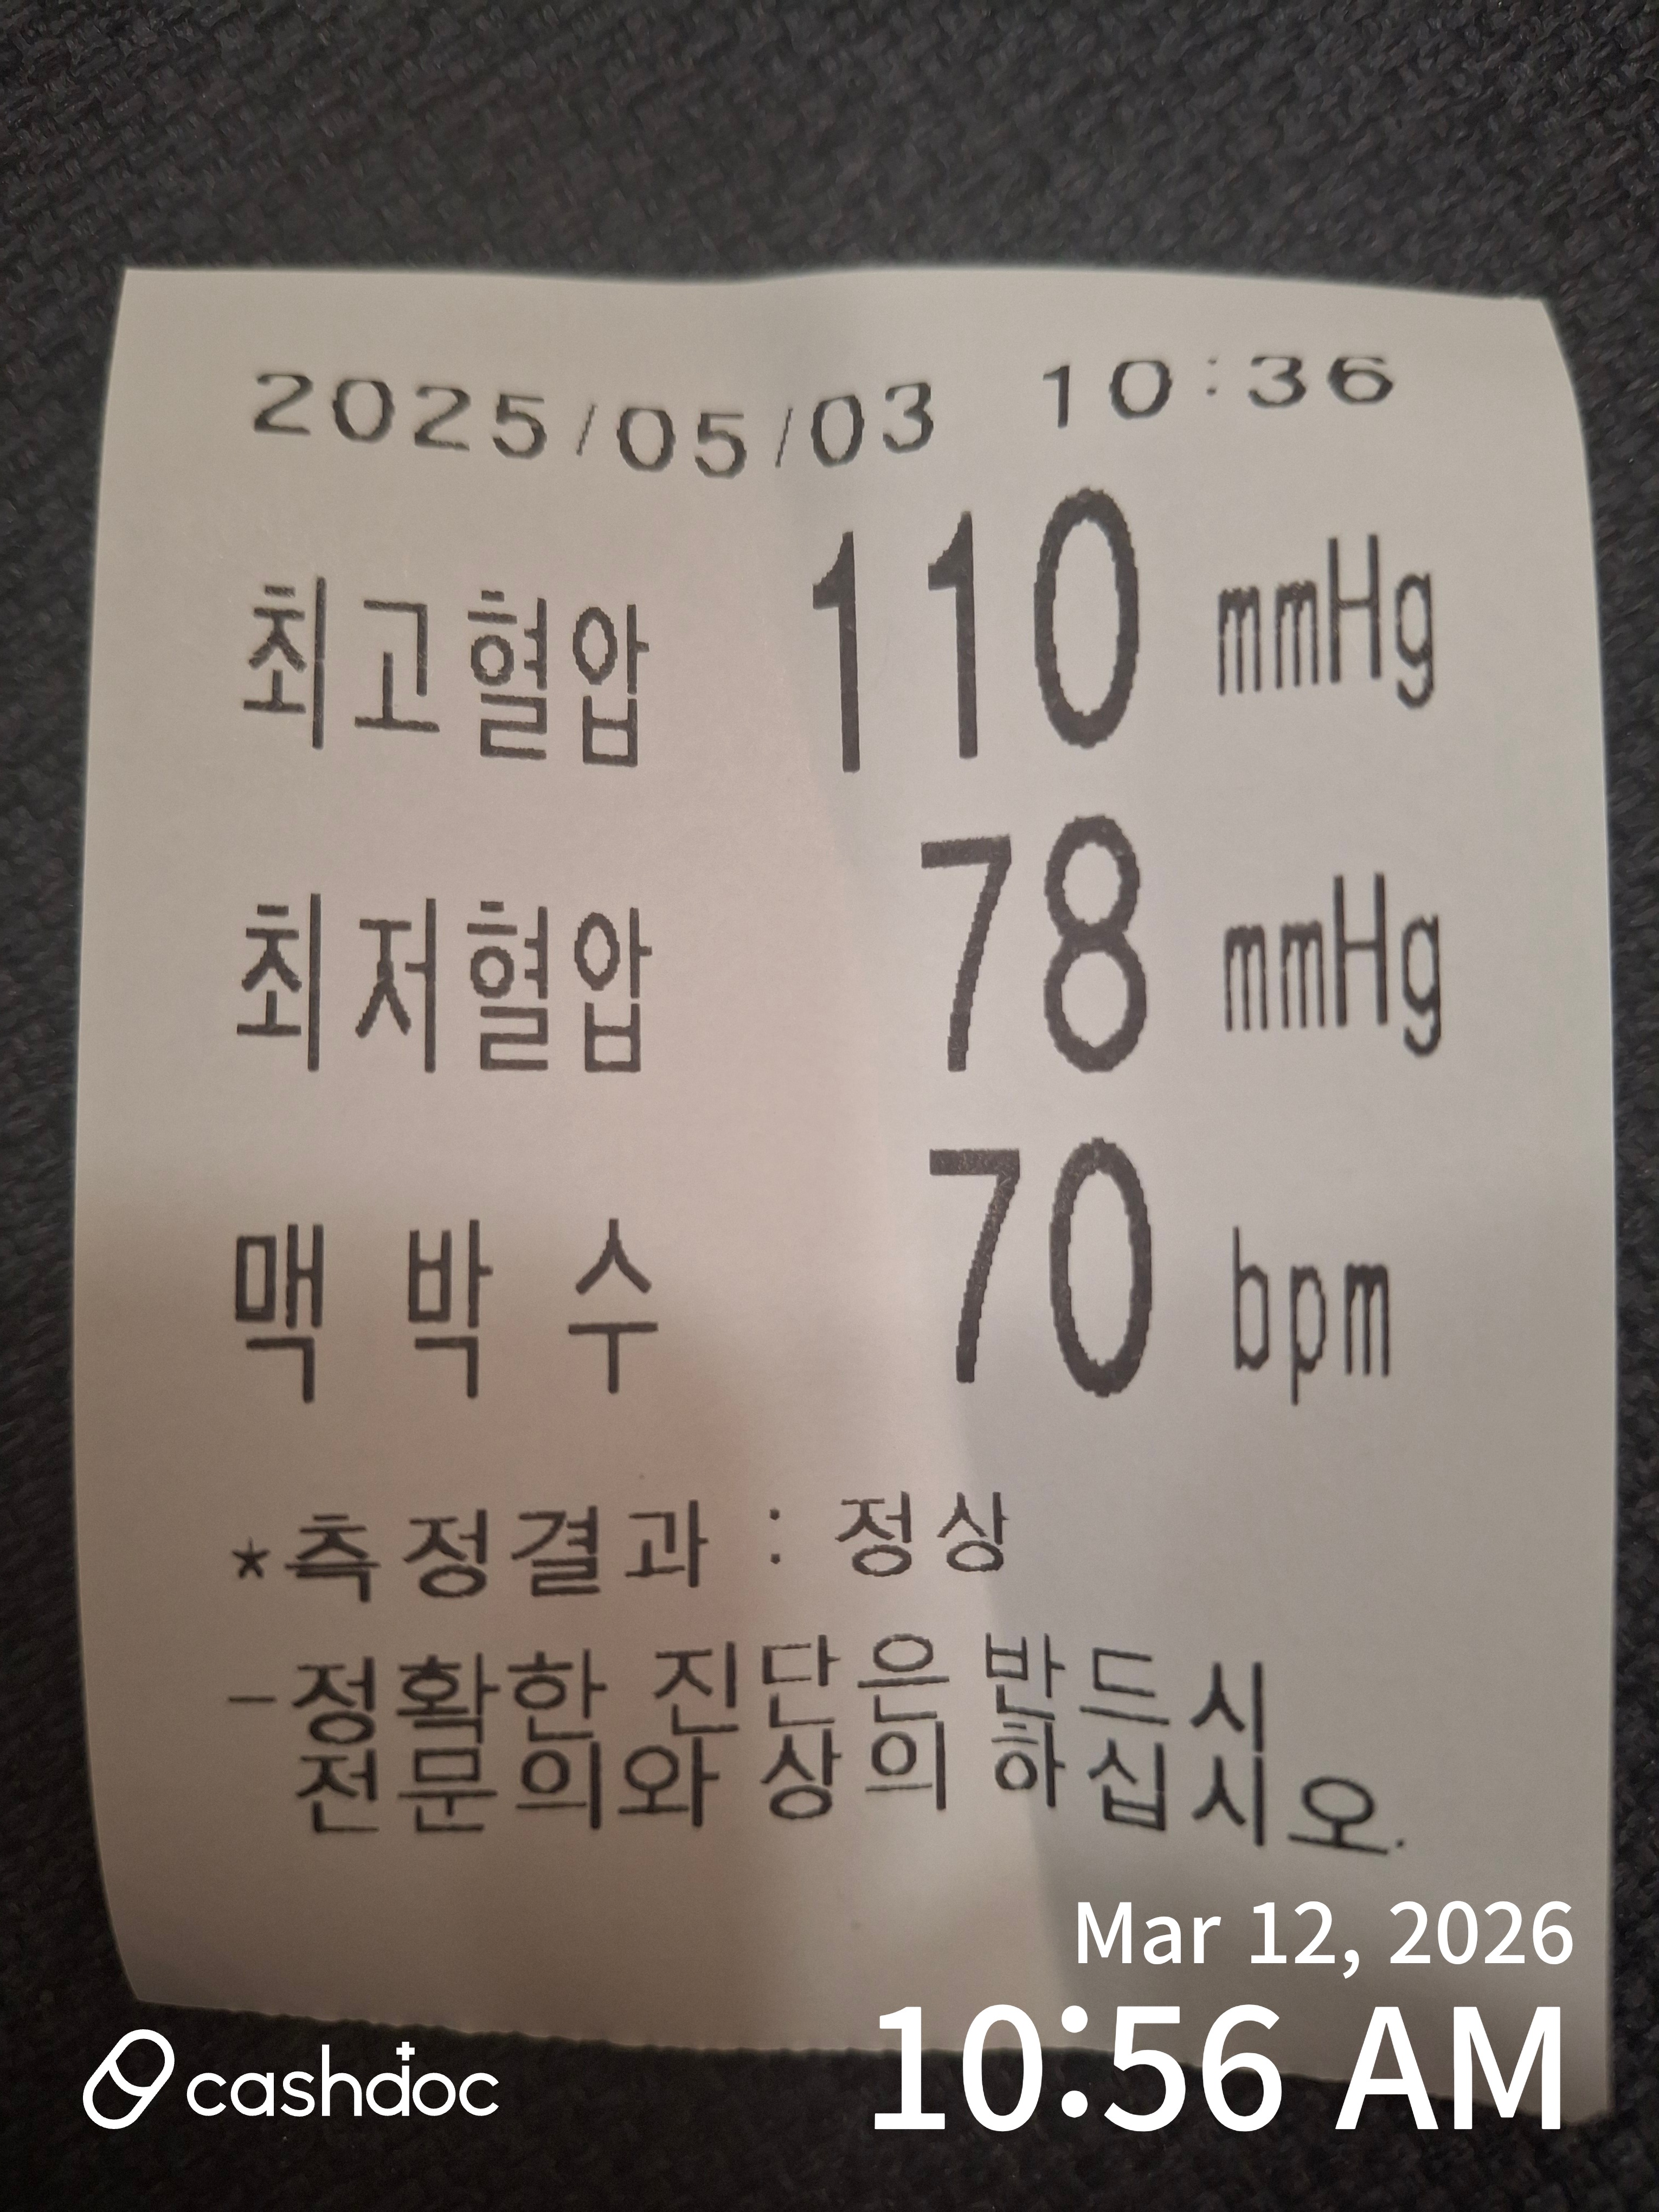 2025/05/03 10:36
최고혈압 110 mmHg
최저혈압 78 mmHg
맥 박 수 70 bpm
*측정결과 : 정상
-정확한 진단은 반드시
전문의와 상의 하십시오.
Mar 12, 2026
10:56 AM
cashdoc